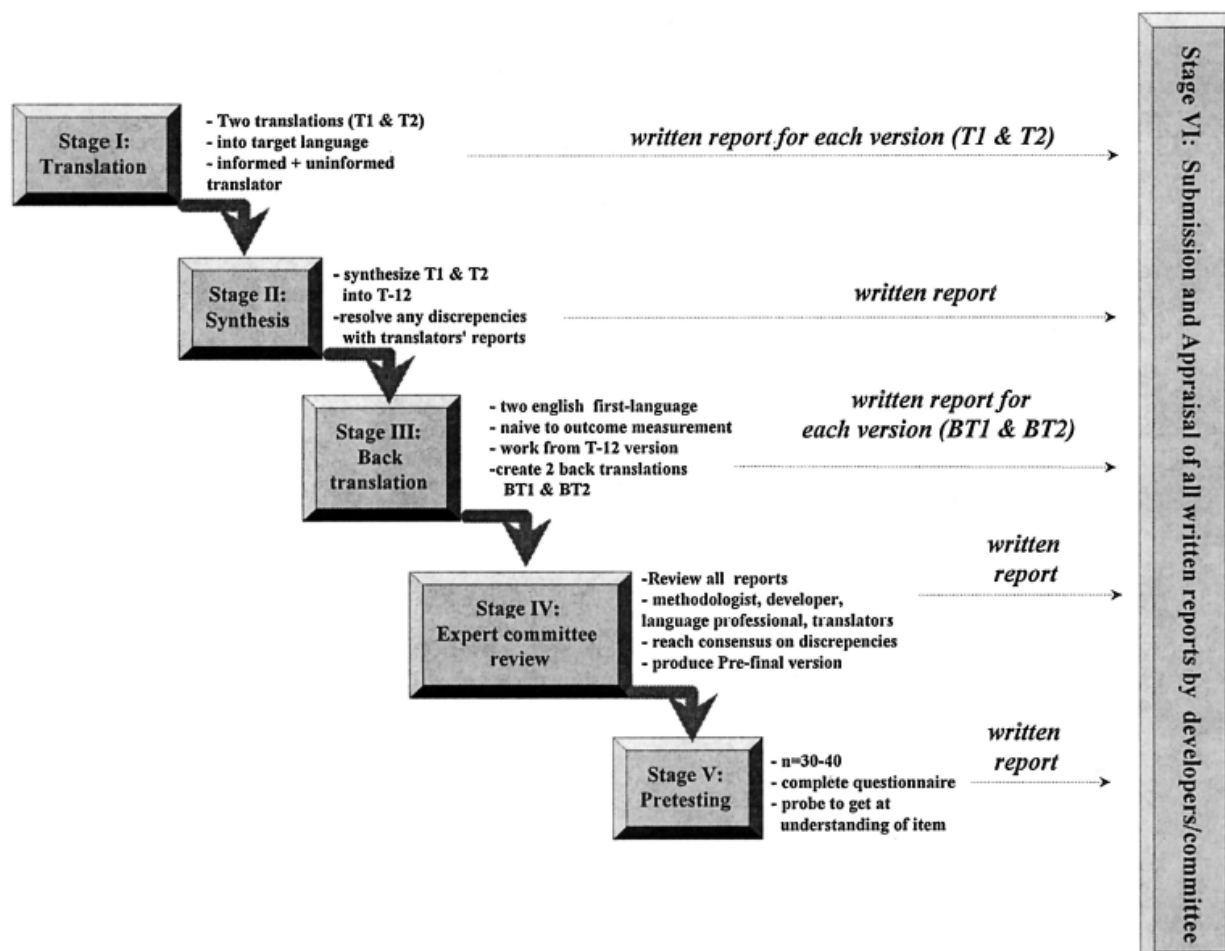 Stage I:
Translation
- Two translations (T1 & T2)
- into target language
- informed + uninformed
translator
written report for each version (T1 & T2)
Stage II:
Synthesis
- synthesize T1 & T2
into T-12
-resolve any discrepencies
with translators' reports
written report
Stage III:
Back
translation
- two english first-language
- naive to outcome measurement
- work from T-12 version
-create 2 back translations
BT1 & BT2
written report for
each version (BT1 & BT2)
Stage IV:
Expert committee
review
-Review all reports
- methodologist, developer,
language professional, translators
- reach consensus on discrepencies
- produce Pre-final version
written
report
Stage V:
Pretesting
- n=30-40
- complete questionnaire
- probe to get at
understanding of item
written
report
Stage VI: Submission and Appraisal of all written reports by developers/committee